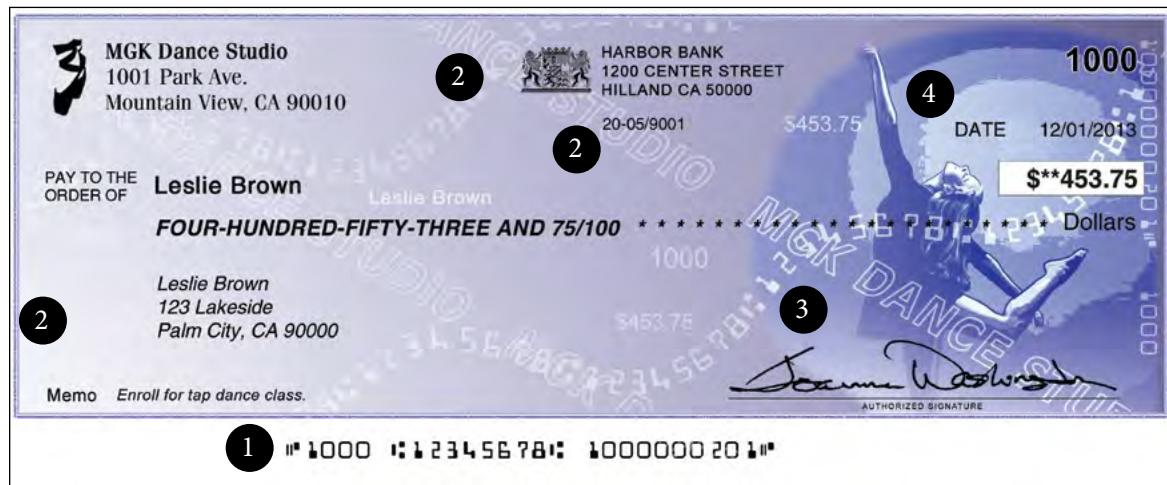 MGK Dance Studio
1001 Park Ave.
Mountain View, CA 90010
2
HARBOR BANK
1200 CENTER STREET
HILLAND CA 50000
20-05/9001
2
1000
4
$453.75
DATE 12/01/2013
$**453.75
PAY TO THE
ORDER OF Leslie Brown
Leslie Brown
FOUR-HUNDRED-FIFTY-THREE AND 75/100 * * * * * * * * * * * * * * * * * * * * * * * * * * * * Dollars
1000
Leslie Brown
123 Lakeside
Palm City, CA 90000
2
$453.75
3
MGK DANCE STU
Memo Enroll for tap dance class.
AUTHORIZED SIGNATURE
1
⑈1000 ⑆12345678⑆ 1000000201⑈